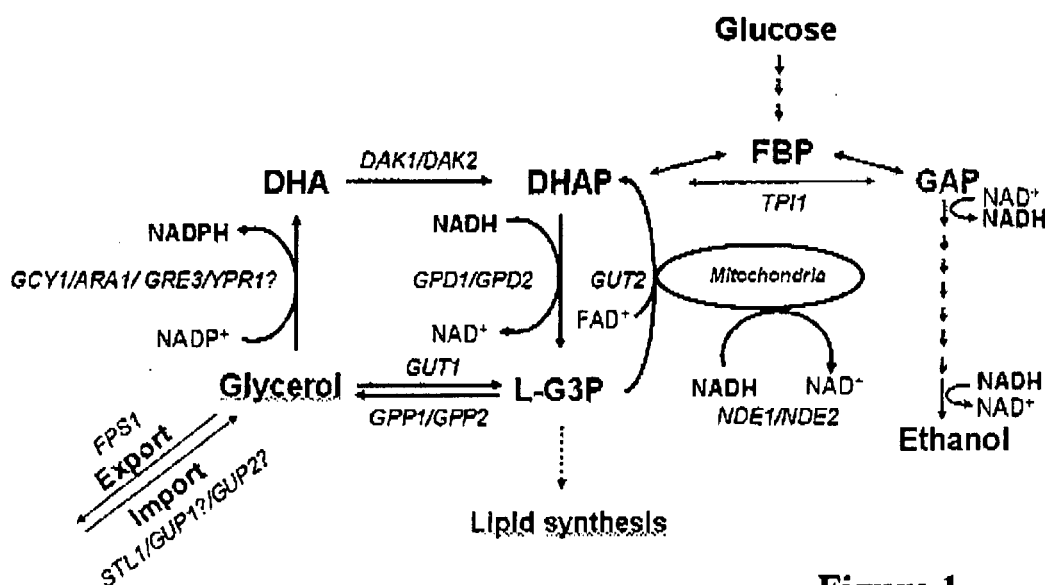 Glucose
FBP
DHA
DAK1/DAK2
DHAP
TPI1
GAP
NAD+
NADH
NADPH
GCY1/ARA1/ GRE3/YPR1?
NADP+
NADH
GPD1/GPD2
NAD+
GUT2
FAD+
Mitochondria
NADH
NAD+
NDE1/NDE2
Glycerol
GUT1
GPP1/GPP2
L-G3P
NADH
NAD+
Ethanol
FPS1
Export
Import
STL1/GUP1?/GUP2?
Lipid synthesis